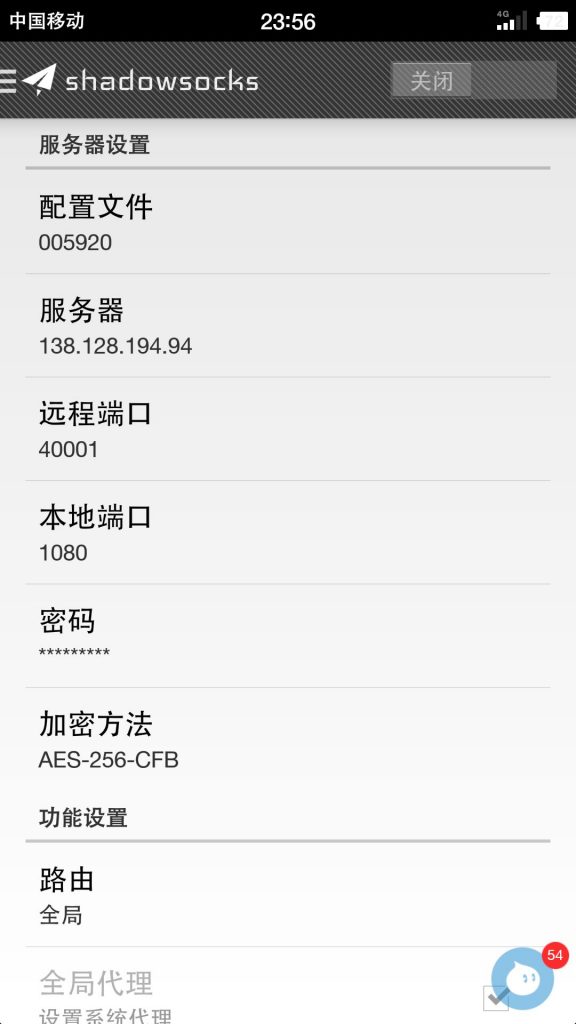 中国移动 23:56 4G 72
shadowsocks 关闭
服务器设置
配置文件
005920
服务器
138.128.194.94
远程端口
40001
本地端口
1080
密码
*********
加密方法
AES-256-CFB
功能设置
路由
全局
54
全局代理
设置系统代理